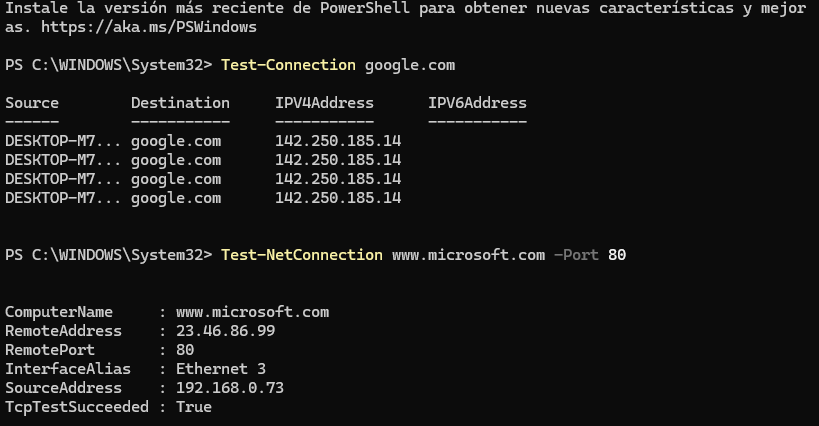 Instale la versión más reciente de PowerShell para obtener nuevas características y mejor
as. https://aka.ms/PSWindows
PS C:\WINDOWS\System32> Test-Connection google.com
Source        Destination     IPV4Address      IPV6Address
------        -----------     -----------      -----------
DESKTOP-M7... google.com      142.250.185.14
DESKTOP-M7... google.com      142.250.185.14
DESKTOP-M7... google.com      142.250.185.14
DESKTOP-M7... google.com      142.250.185.14
PS C:\WINDOWS\System32> Test-NetConnection www.microsoft.com -Port 80
ComputerName     : www.microsoft.com
RemoteAddress    : 23.46.86.99
RemotePort       : 80
InterfaceAlias   : Ethernet 3
SourceAddress    : 192.168.0.73
TcpTestSucceeded : True